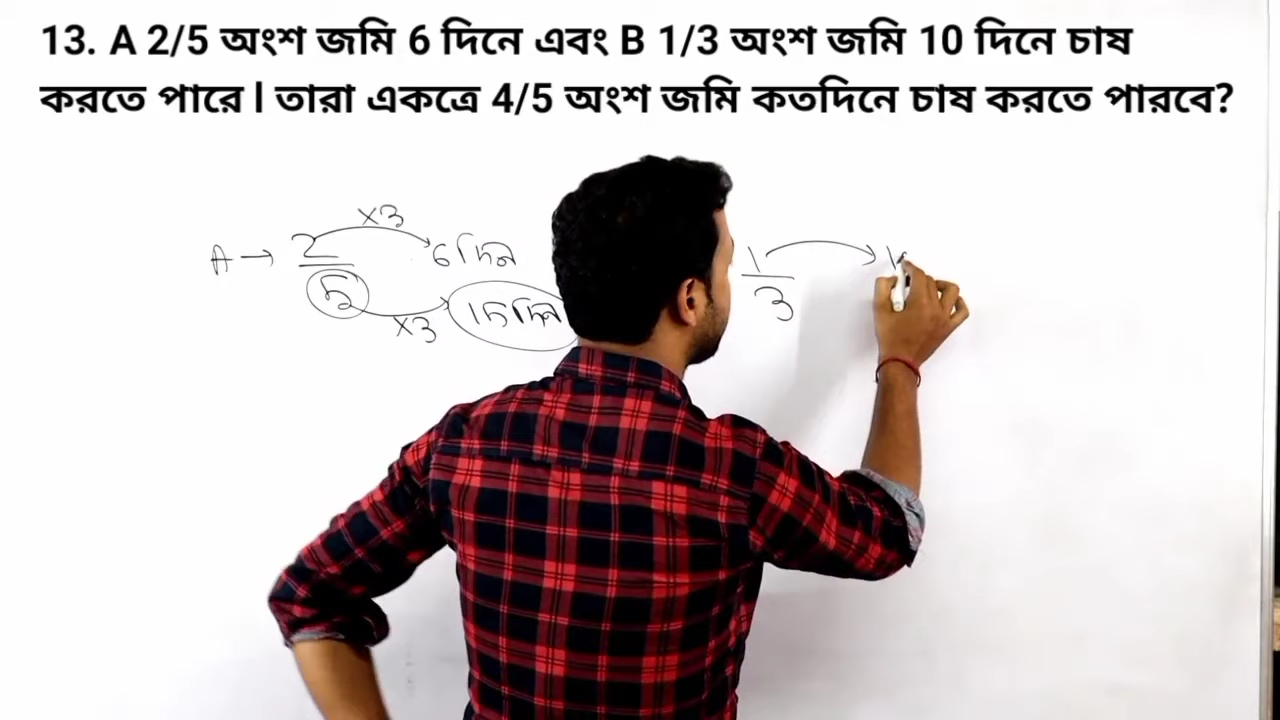 13. A 2/5 অংশ জমি 6 দিনে এবং B 1/3 অংশ জমি 10 দিনে চাষ
করতে পারে l তারা একত্রে 4/5 অংশ জমি কতদিনে চাষ করতে পারবে?
×3
A → 2 6 দিন 1
5 15 দিন 3
×3